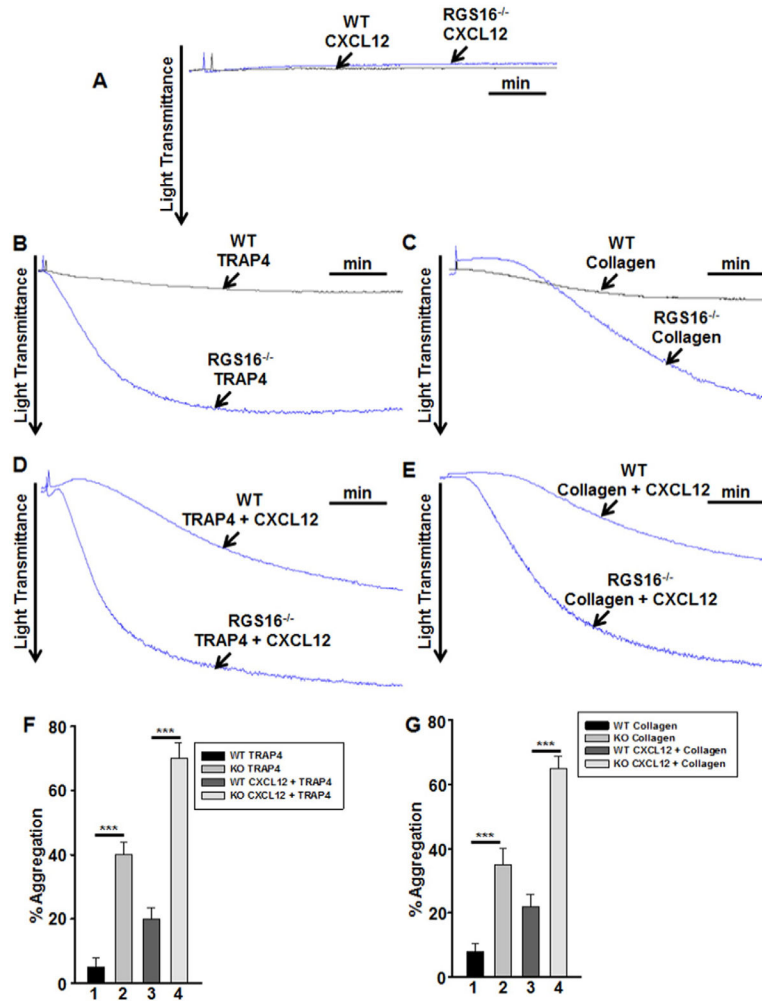 A
Light Transmittance
WT
CXCL12
RGS16-/-
CXCL12
min
B
Light Transmittance
WT
TRAP4
min
RGS16-/-
TRAP4
C
Light Transmittance
WT
Collagen
min
RGS16-/-
Collagen
D
Light Transmittance
WT
TRAP4 + CXCL12
min
RGS16-/-
TRAP4 + CXCL12
E
Light Transmittance
WT
Collagen + CXCL12
min
RGS16-/-
Collagen + CXCL12
F
% Aggregation
80
60
40
20
0
***
***
WT TRAP4
KO TRAP4
WT CXCL12 + TRAP4
KO CXCL12 + TRAP4
1 2 3 4
G
% Aggregation
80
60
40
20
0
***
***
WT Collagen
KO Collagen
WT CXCL12 + Collagen
KO CXCL12 + Collagen
1 2 3 4